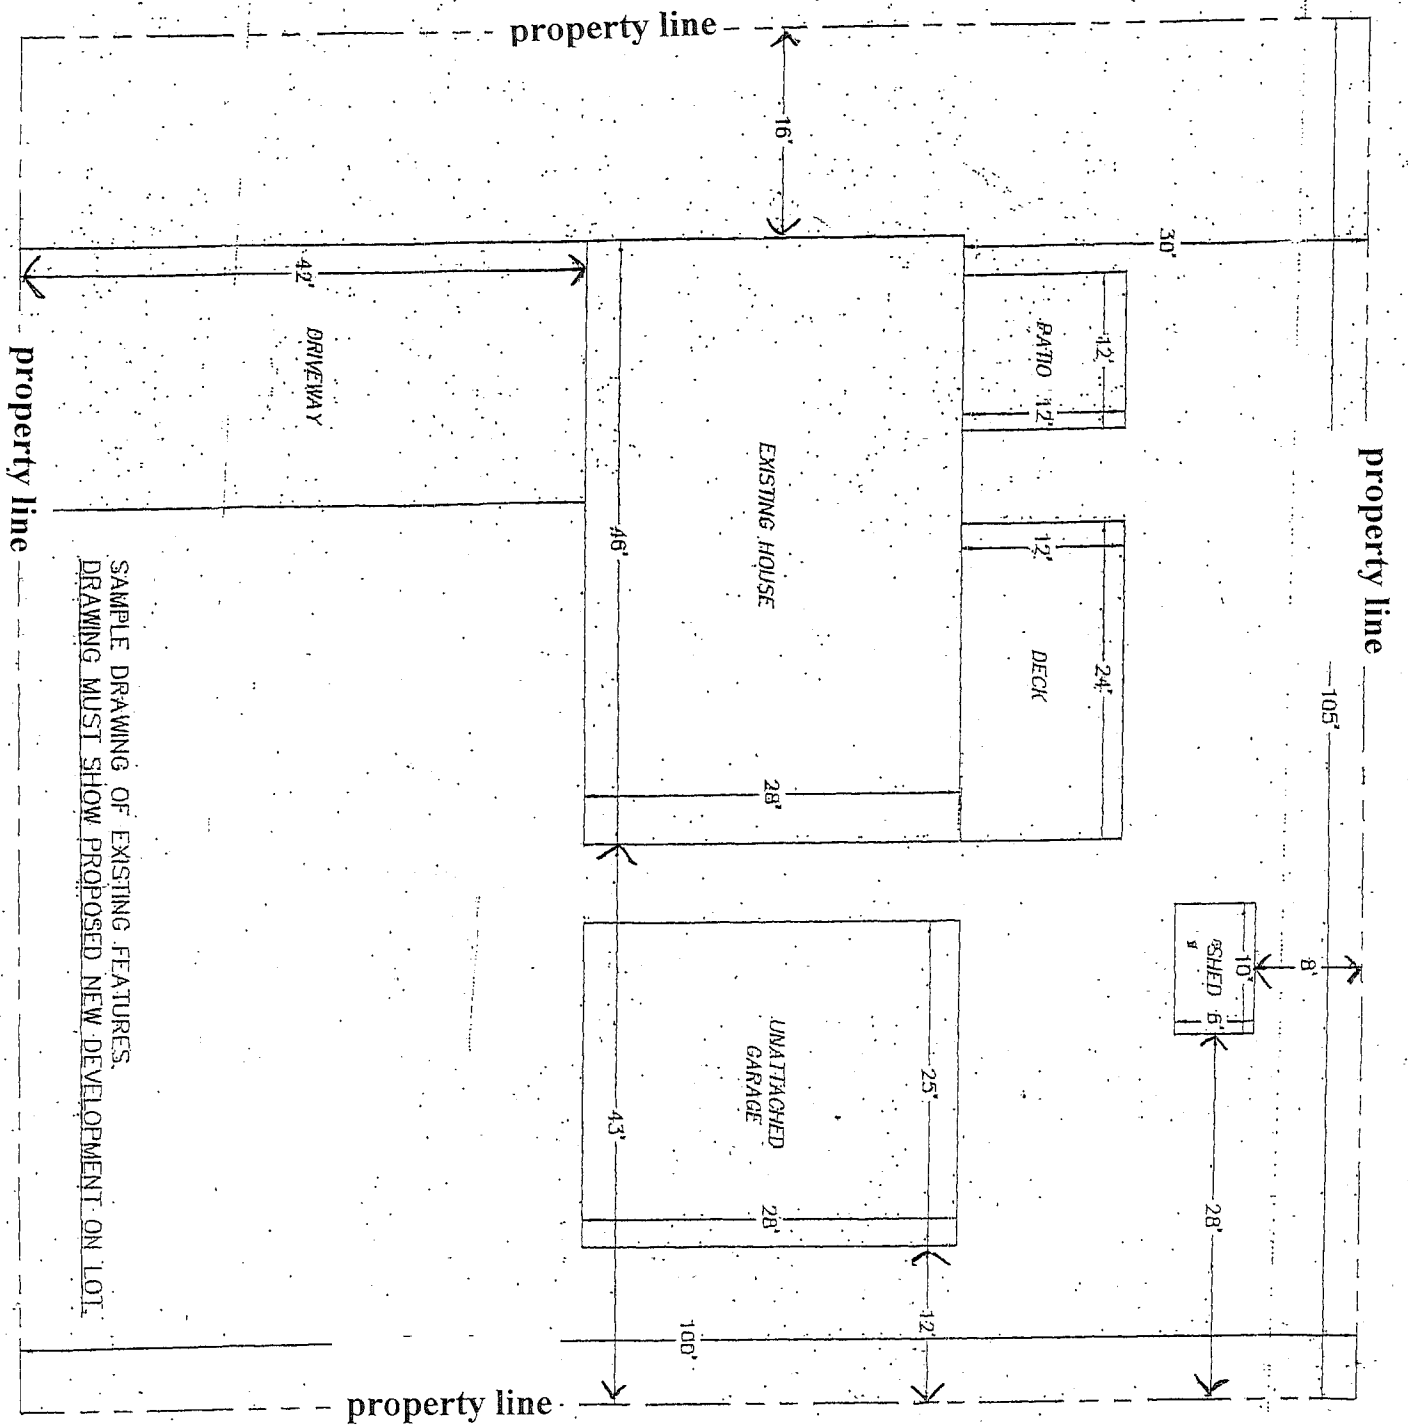 property line
16'
30'
42'
DRIVEWAY
PATIO
12'
12'
property line
property line
EXISTING HOUSE
46'
28'
12'
DECK
24'
105'
SHED
10'
6'
8'
28'
UNATTACHED
GARAGE
25'
28'
43'
12'
100'
SAMPLE DRAWING OF EXISTING FEATURES.
DRAWING MUST SHOW PROPOSED NEW DEVELOPMENT ON LOT.
property line